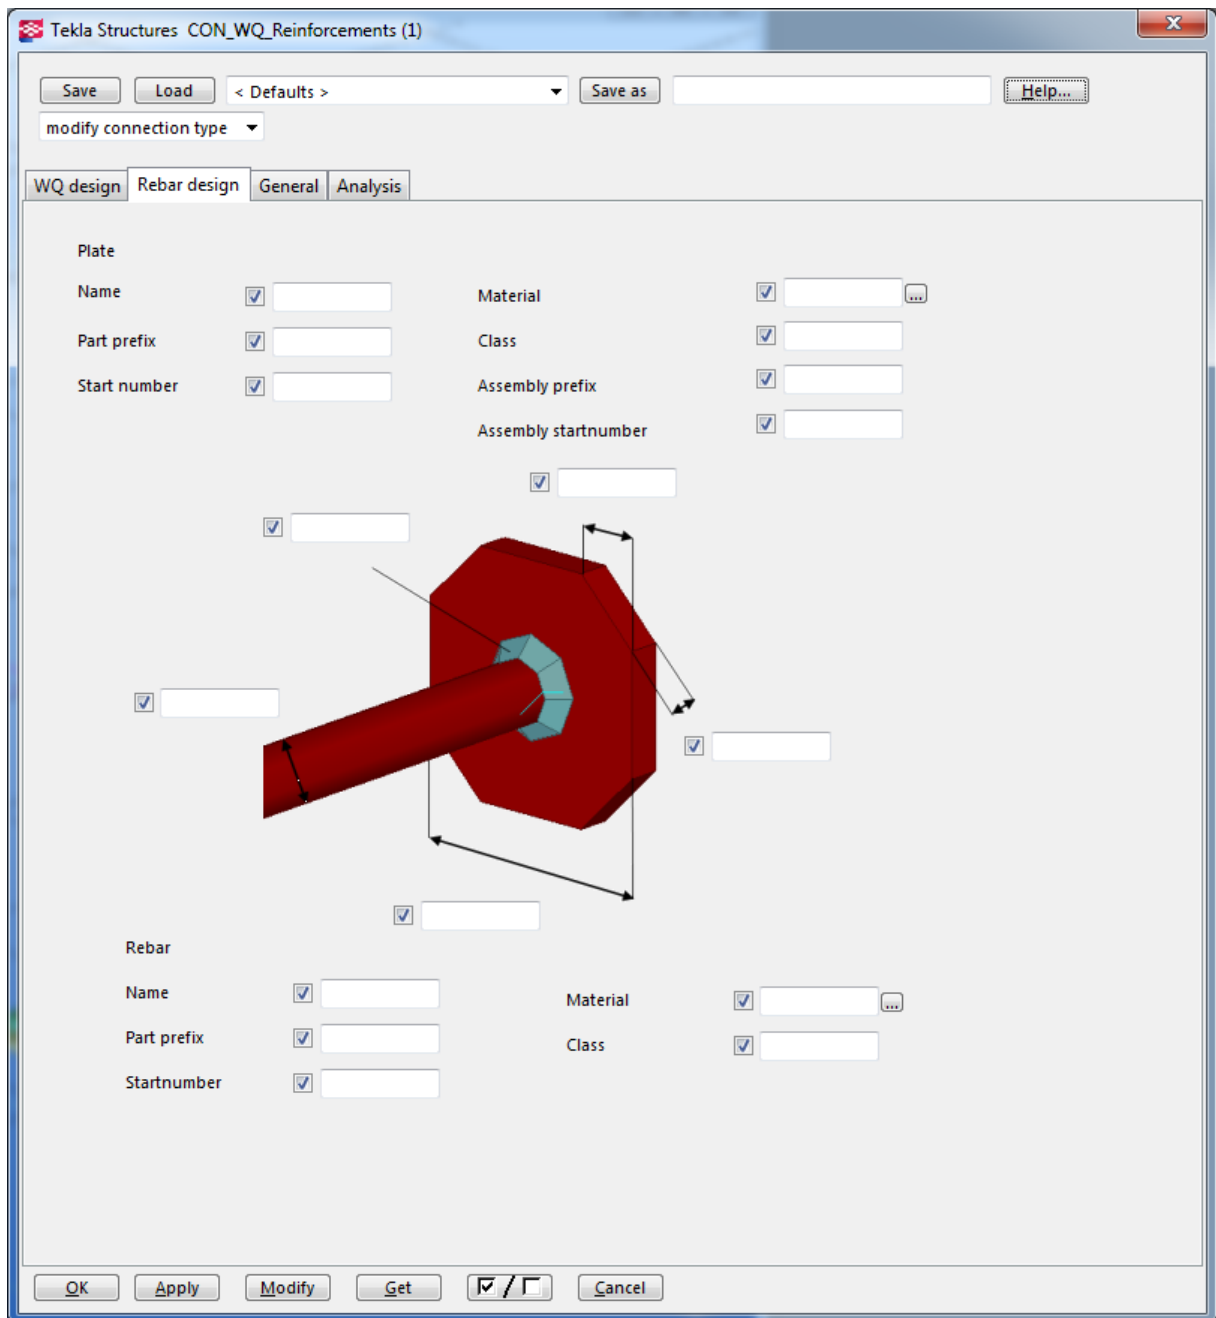 Tekla Structures CON_WQ_Reinforcements (1)
Save Load < Defaults > Save as Help...
modify connection type
WQ design Rebar design General Analysis
Plate
Name Material ...
Part prefix Class
Start number Assembly prefix
Assembly startnumber
Rebar
Name Material ...
Part prefix Class
Startnumber
OK Apply Modify Get / Cancel